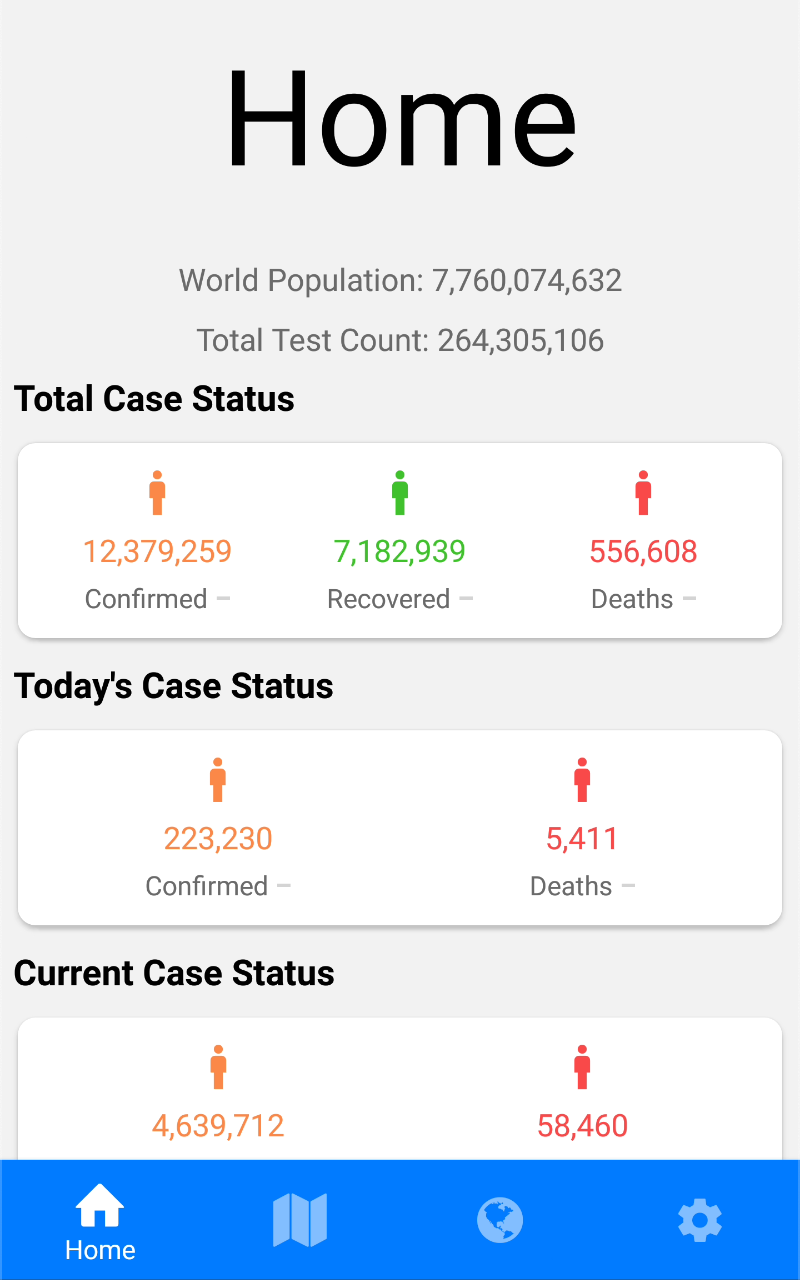 Home
World Population: 7,760,074,632
Total Test Count: 264,305,106
Total Case Status
12,379,259 7,182,939 556,608
Confirmed – Recovered – Deaths –
Today's Case Status
223,230 5,411
Confirmed – Deaths –
Current Case Status
4,639,712 58,460
Home